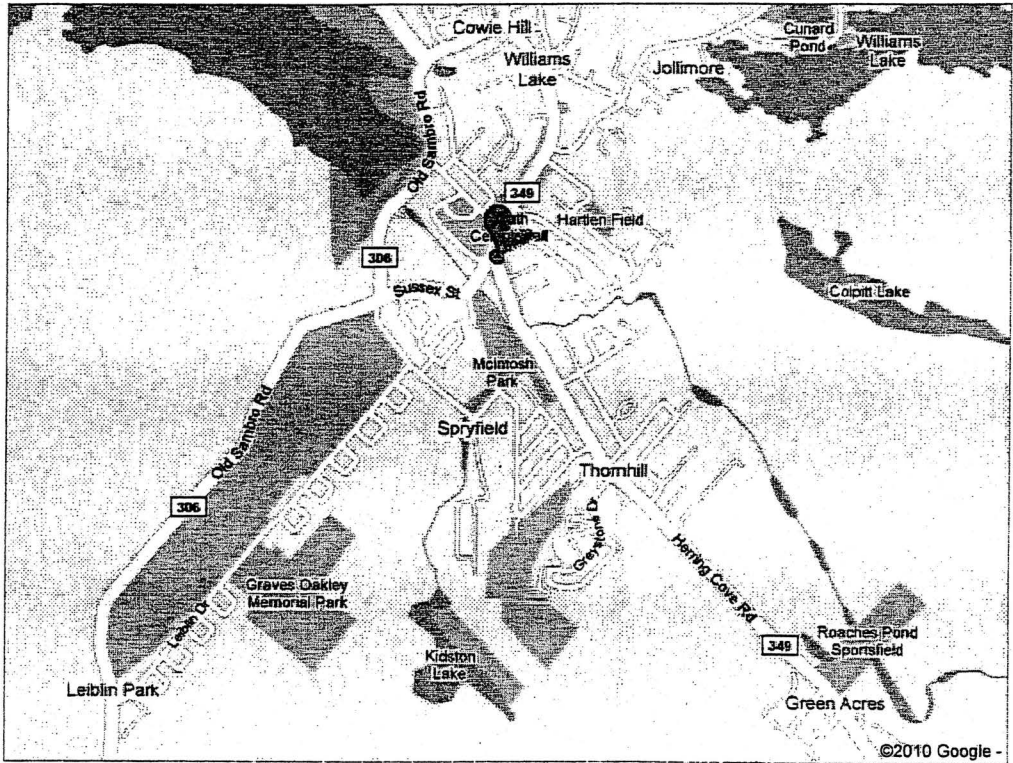 Cowie Hill
Cunard
Pond
Williams
Lake
Williams
Lake
Jollimore
Old Sambro Rd
349
Hartlen Field
306
Sussex St
Colpitt Lake
McIntosh
Park
Old Sambro Rd
Spryfield
Thornhill
306
Greystone Dr
Herring Cove Rd
Graves Oakley
Memorial Park
Leiblin Dr
349
Roaches Pond
Sportsfield
Kidston
Lake
Leiblin Park
Green Acres
©2010 Google -